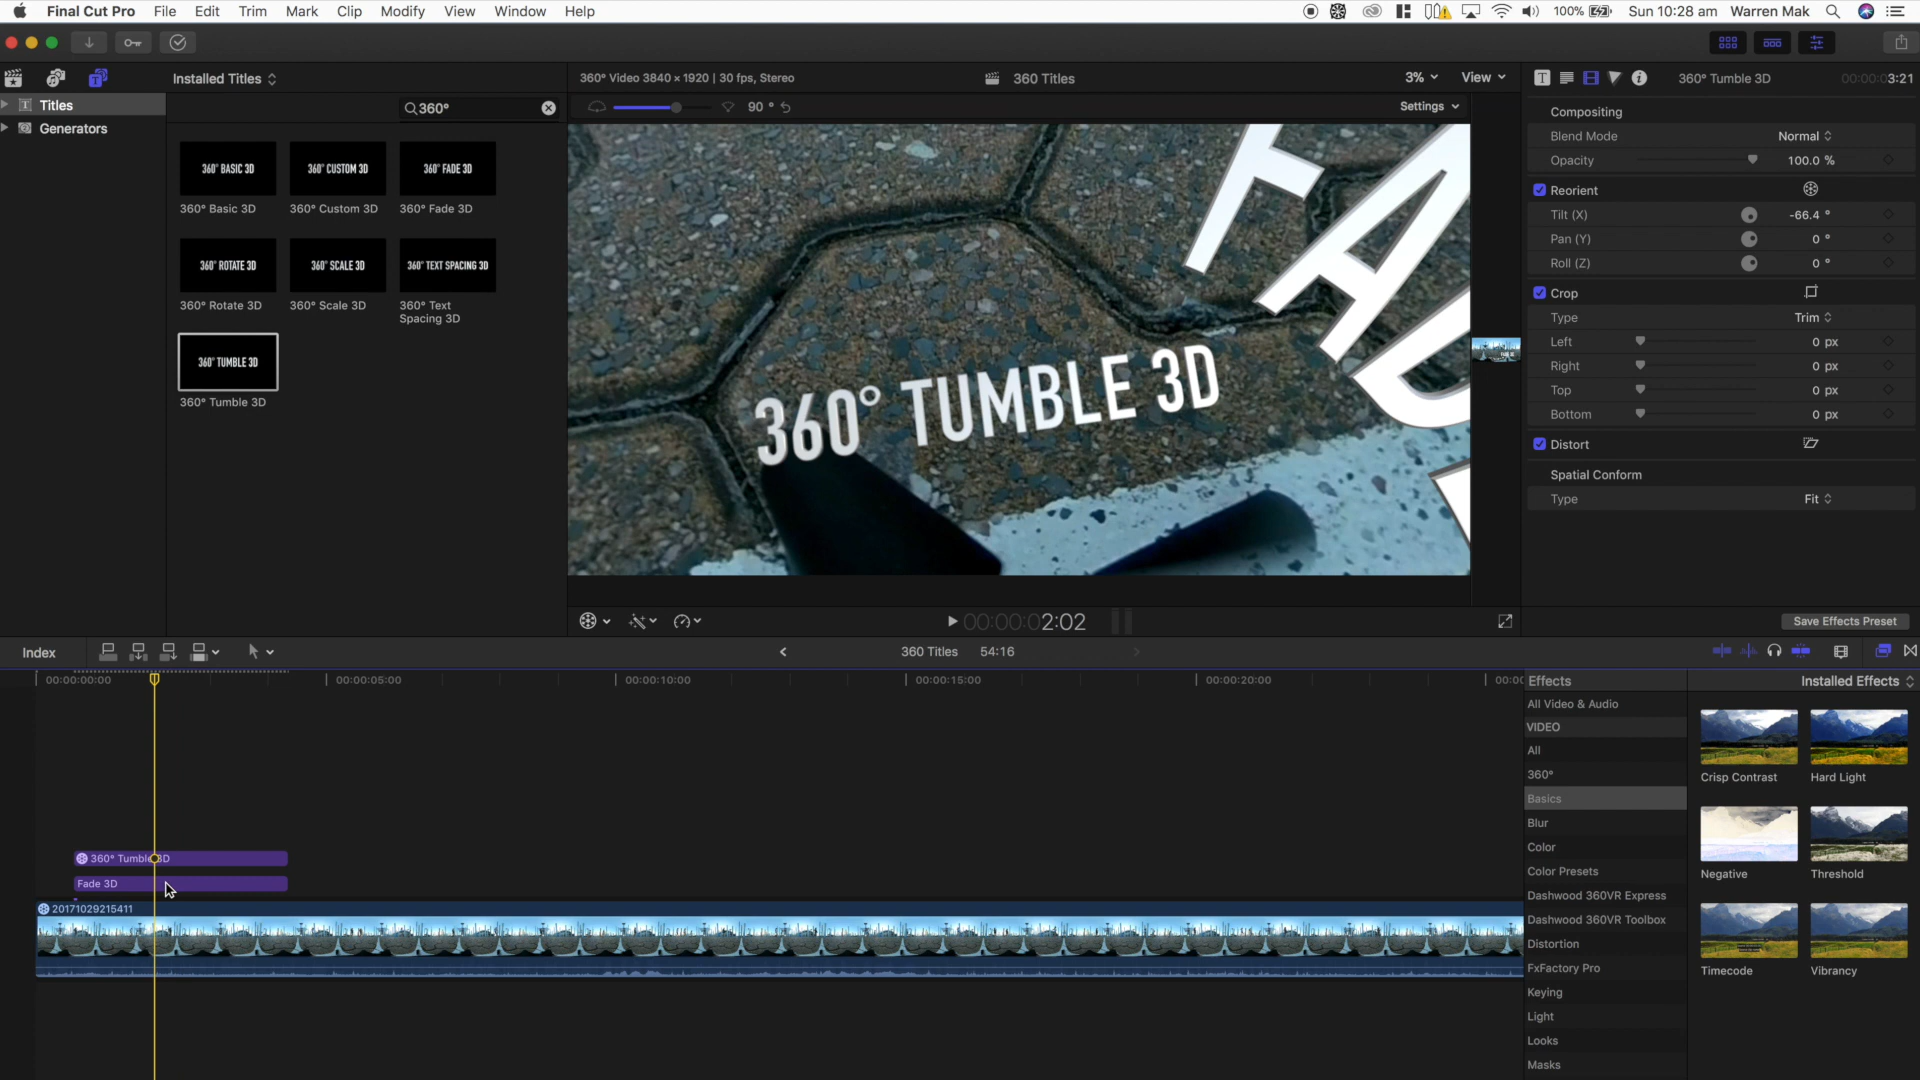 Final Cut Pro File Edit Trim Mark Clip Modify View Window Help
100% Sun 10:28 am Warren Mak
Installed Titles
360° Video 3840 × 1920 | 30 fps, Stereo
360 Titles
3% View
360° Tumble 3D
00:00:03:21
Titles
Generators
360°
90 °
Settings
360° BASIC 3D
360° CUSTOM 3D
360° FADE 3D
360° Basic 3D
360° Custom 3D
360° Fade 3D
360° ROTATE 3D
360° SCALE 3D
360° TEXT SPACING 3D
360° Rotate 3D
360° Scale 3D
360° Text
Spacing 3D
360° TUMBLE 3D
360° Tumble 3D
FAD
360° TUMBLE 3D
Compositing
Blend Mode Normal
Opacity 100.0 %
Reorient
Tilt (X) -66.4 °
Pan (Y) 0 °
Roll (Z) 0 °
Crop
Type Trim
Left 0 px
Right 0 px
Top 0 px
Bottom 0 px
Distort
Spatial Conform
Type Fit
00:00:02:02
Save Effects Preset
Index
360 Titles 54:16
00:00:00:00 00:00:05:00 00:00:10:00 00:00:15:00 00:00:20:00 00:00
360° Tumble 3D
Fade 3D
20171029215411
Effects
Installed Effects
All Video & Audio
VIDEO
All
360°
Basics
Blur
Color
Color Presets
Dashwood 360VR Express
Dashwood 360VR Toolbox
Distortion
FxFactory Pro
Keying
Light
Looks
Masks
Crisp Contrast
Hard Light
Negative
Threshold
Timecode
Vibrancy